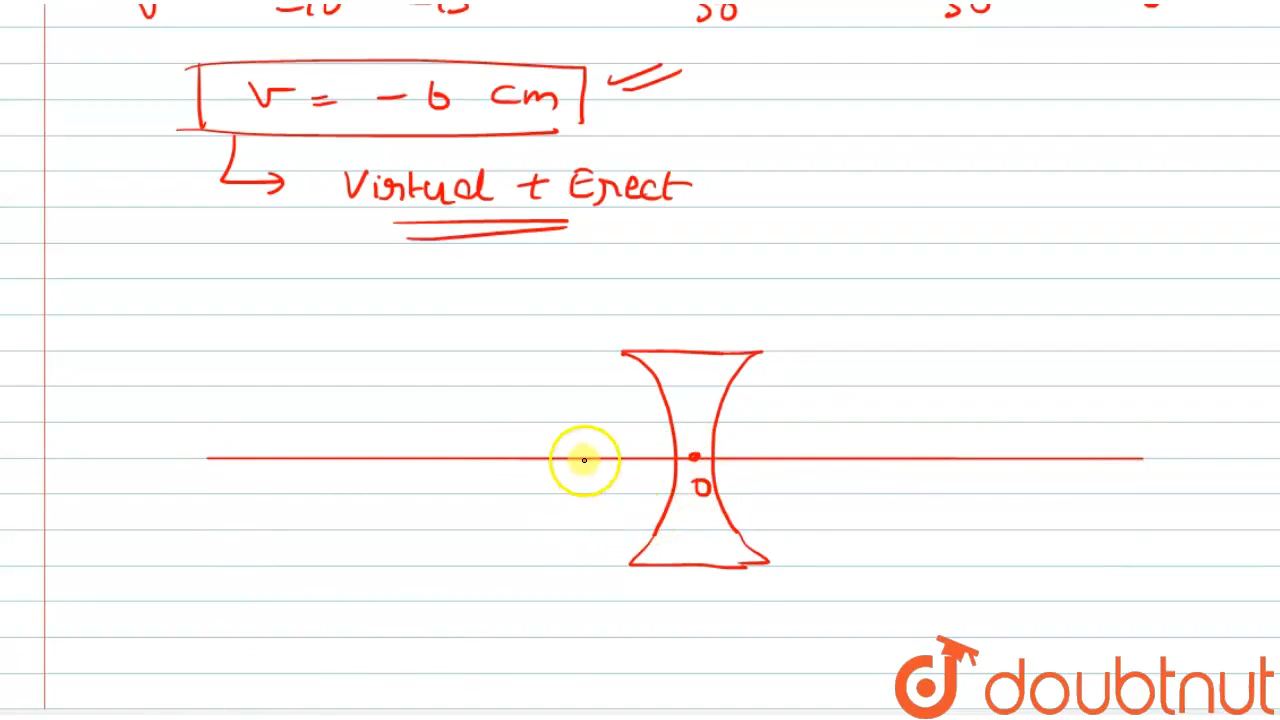 v = - 6 cm
Virtual + Erect
O
doubtnut